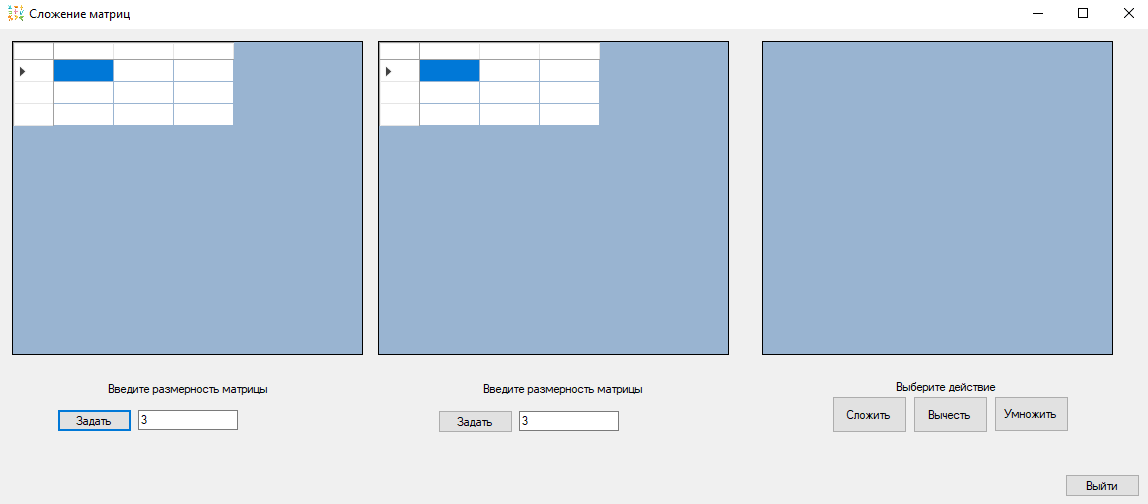 Сложение матриц
Введите размерность матрицы
Введите размерность матрицы
Выберите действие
Задать
3
Задать
3
Сложить
Вычесть
Умножить
Выйти